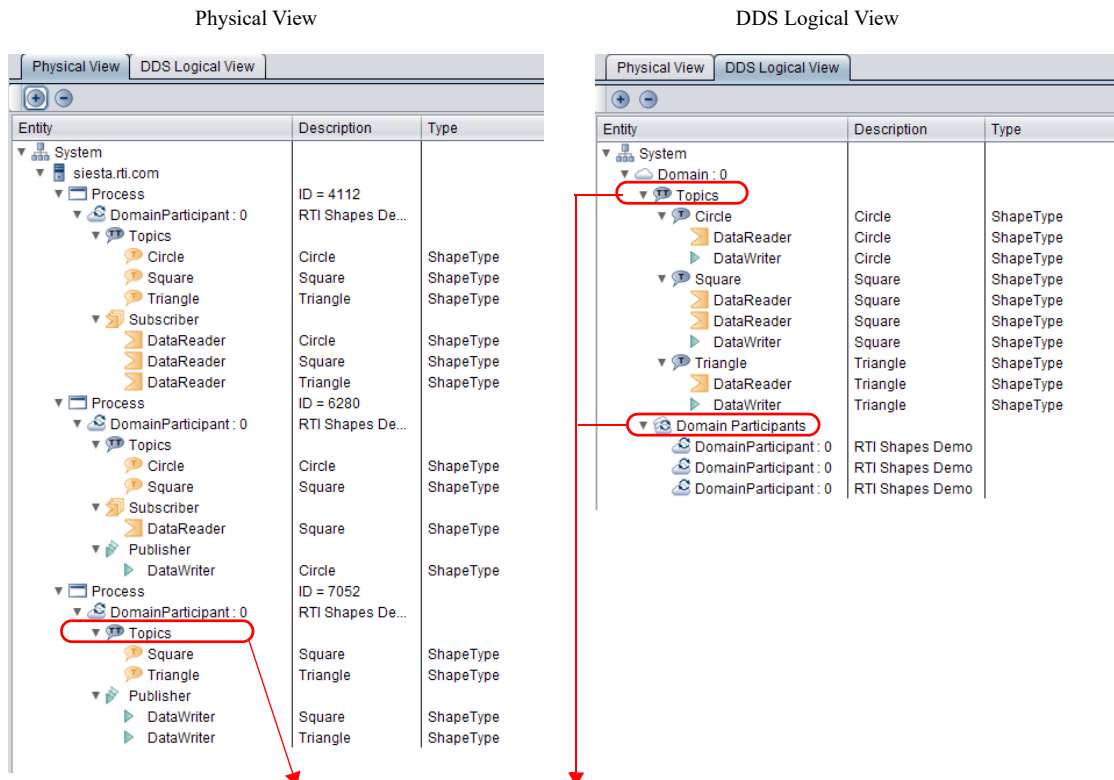 Physical View
Physical View DDS Logical View
Entity Description Type
System
siesta.rti.com
Process ID = 4112
DomainParticipant : 0 RTI Shapes De...
Topics
Circle Circle ShapeType
Square Square ShapeType
Triangle Triangle ShapeType
Subscriber
DataReader Circle ShapeType
DataReader Square ShapeType
DataReader Triangle ShapeType
Process ID = 6280
DomainParticipant : 0 RTI Shapes De...
Topics
Circle Circle ShapeType
Square Square ShapeType
Subscriber
DataReader Square ShapeType
Publisher
DataWriter Circle ShapeType
Process ID = 7052
DomainParticipant : 0 RTI Shapes De...
Topics
Square Square ShapeType
Triangle Triangle ShapeType
Publisher
DataWriter Square ShapeType
DataWriter Triangle ShapeType
DDS Logical View
Physical View DDS Logical View
Entity Description Type
System
Domain : 0
Topics
Circle Circle ShapeType
DataReader Circle ShapeType
DataWriter Circle ShapeType
Square Square ShapeType
DataReader Square ShapeType
DataReader Square ShapeType
DataWriter Square ShapeType
Triangle Triangle ShapeType
DataReader Triangle ShapeType
DataWriter Triangle ShapeType
Domain Participants
DomainParticipant : 0 RTI Shapes Demo
DomainParticipant : 0 RTI Shapes Demo
DomainParticipant : 0 RTI Shapes Demo